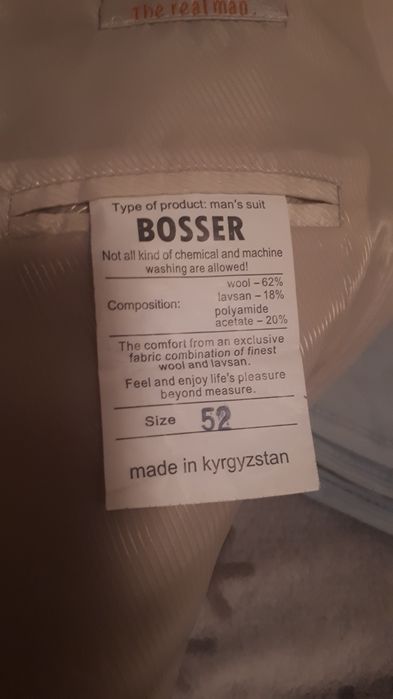 The real man.
Type of product: man's suit
BOSSER
Not all kind of chemical and machine
washing are allowed!
Composition:
wool – 62%
lavsan – 18%
polyamide
acetate – 20%
The comfort from an exclusive
fabric combination of finest
wool and lavsan.
Feel and enjoy life's pleasure
beyond measure.
Size 52
made in kyrgyzstan